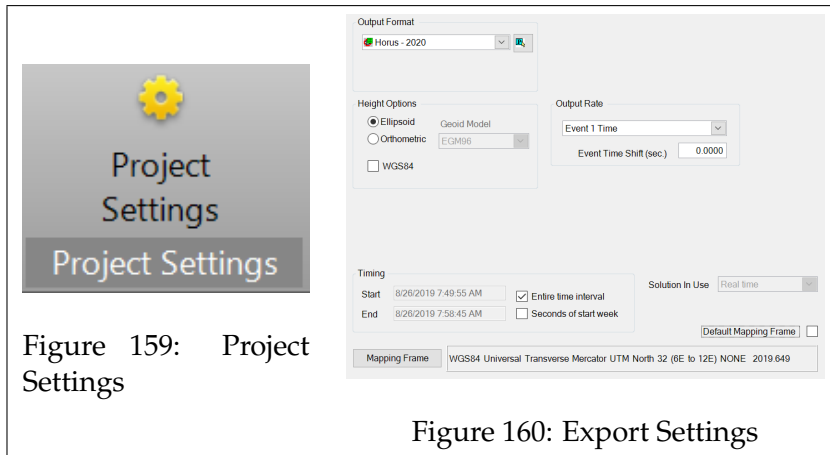 Project
Settings
Project Settings
Figure 159: Project
Settings
Output Format
Horus - 2020
Height Options
Ellipsoid
Geoid Model
Orthometric
EGM96
WGS84
Output Rate
Event 1 Time
Event Time Shift (sec.) 0.0000
Timing
Start 8/26/2019 7:49:55 AM
Entire time interval
End 8/26/2019 7:58:45 AM
Seconds of start week
Solution In Use Real time
Default Mapping Frame
Mapping Frame WGS84 Universal Transverse Mercator UTM North 32 (6E to 12E) NONE 2019.649
Figure 160: Export Settings